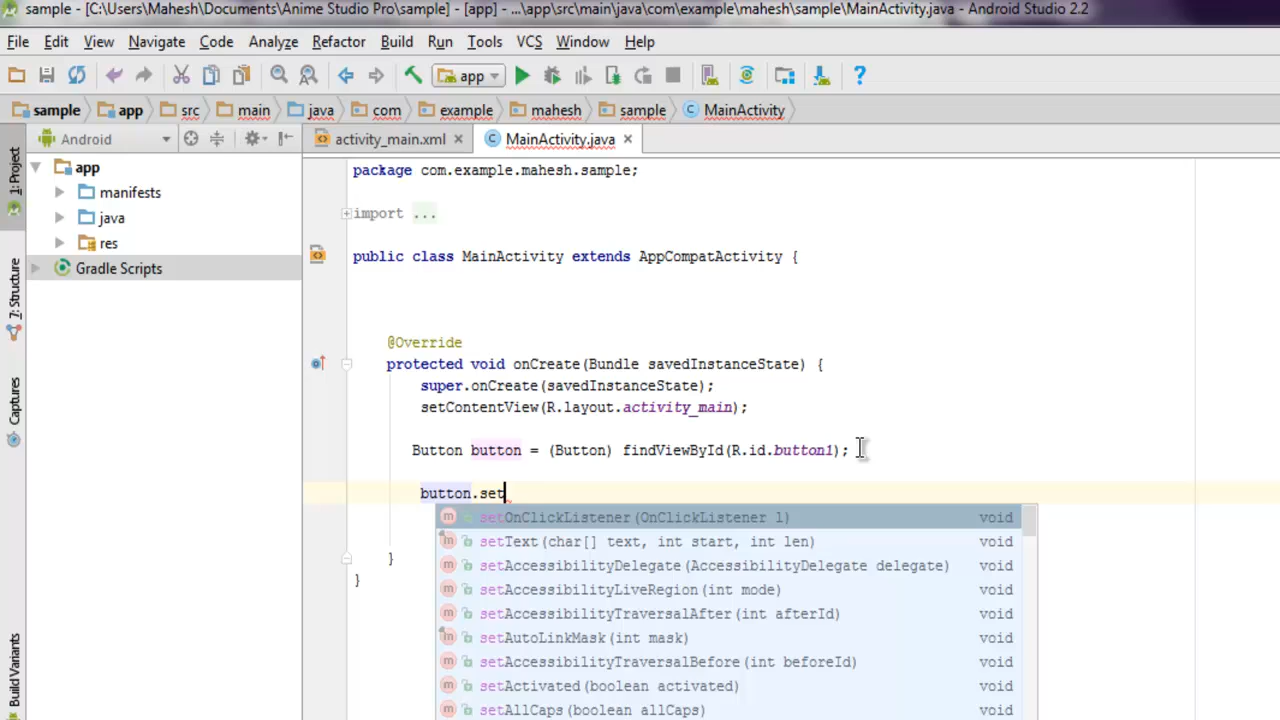 sample - [C:\Users\Mahesh\Documents\Anime Studio Pro\sample] - [app] - ...\app\src\main\java\com\example\mahesh\sample\MainActivity.java - Android Studio 2.2
File Edit View Navigate Code Analyze Refactor Build Run Tools VCS Window Help
app
sample app src main java com example mahesh sample MainActivity
Android
activity_main.xml MainActivity.java
1: Project
7: Structure
Captures
Build Variants
app
manifests
java
res
Gradle Scripts
package com.example.mahesh.sample;
import ...
public class MainActivity extends AppCompatActivity {
@Override
protected void onCreate(Bundle savedInstanceState) {
super.onCreate(savedInstanceState);
setContentView(R.layout.activity_main);
Button button = (Button) findViewById(R.id.button1);
button.set
setOnClickListener(OnClickListener l) void
setText(char[] text, int start, int len) void
setAccessibilityDelegate(AccessibilityDelegate delegate) void
setAccessibilityLiveRegion(int mode) void
setAccessibilityTraversalAfter(int afterId) void
setAutoLinkMask(int mask) void
setAccessibilityTraversalBefore(int beforeId) void
setActivated(boolean activated) void
setAllCaps(boolean allCaps) void
}
}